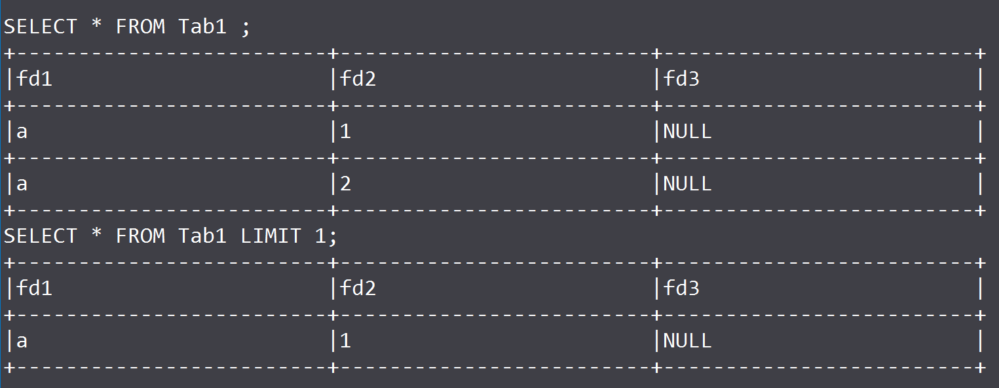 SELECT * FROM Tab1 ;
+-------------------------+-------------------------+-------------------------+
|fd1                      |fd2                      |fd3                      |
+-------------------------+-------------------------+-------------------------+
|a                        |1                        |NULL                     |
+-------------------------+-------------------------+-------------------------+
|a                        |2                        |NULL                     |
+-------------------------+-------------------------+-------------------------+
SELECT * FROM Tab1 LIMIT 1;
+-------------------------+-------------------------+-------------------------+
|fd1                      |fd2                      |fd3                      |
+-------------------------+-------------------------+-------------------------+
|a                        |1                        |NULL                     |
+-------------------------+-------------------------+-------------------------+